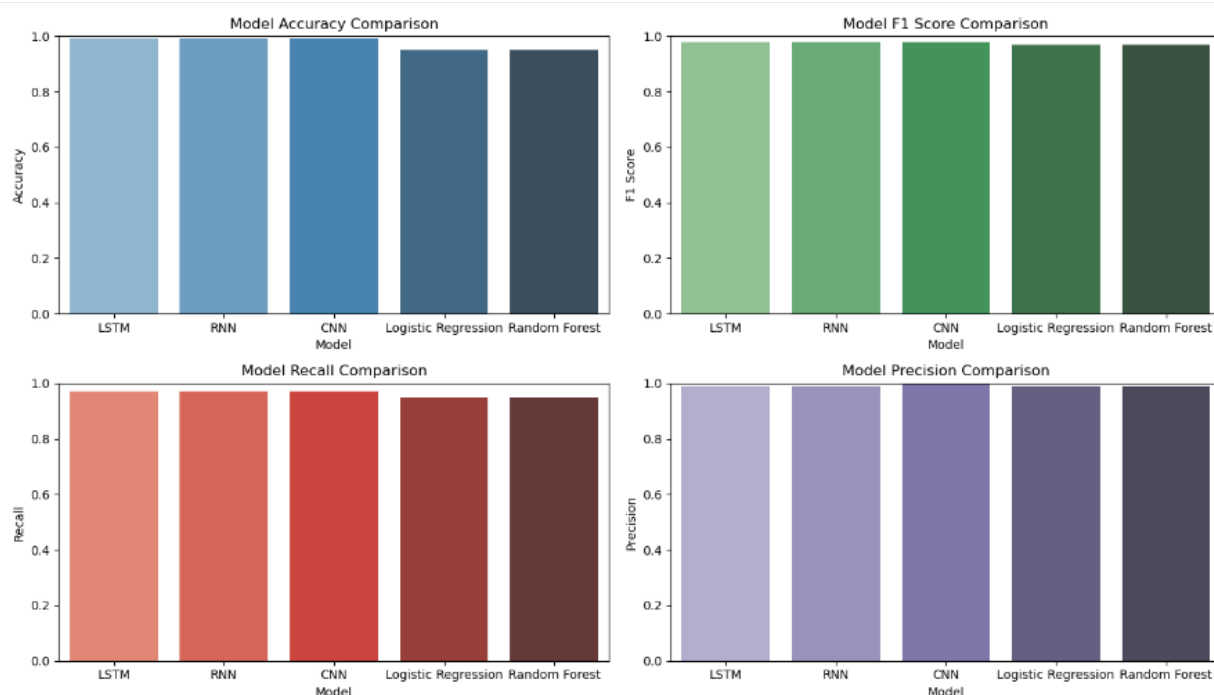 Model Accuracy Comparison
1.0
0.8
0.6
0.4
0.2
0.0
Accuracy
LSTM RNN CNN Logistic Regression Random Forest
Model
Model F1 Score Comparison
1.0
0.8
0.6
0.4
0.2
0.0
F1 Score
LSTM RNN CNN Logistic Regression Random Forest
Model
Model Recall Comparison
1.0
0.8
0.6
0.4
0.2
0.0
Recall
LSTM RNN CNN Logistic Regression Random Forest
Model
Model Precision Comparison
1.0
0.8
0.6
0.4
0.2
0.0
Precision
LSTM RNN CNN Logistic Regression Random Forest
Model